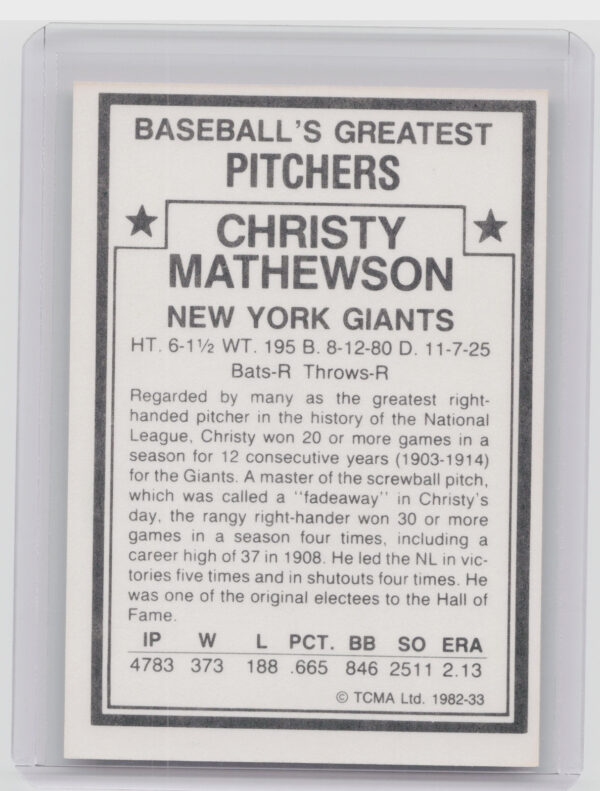 BASEBALL'S GREATEST
PITCHERS
CHRISTY
MATHEWSON
NEW YORK GIANTS
HT. 6-1½ WT. 195 B. 8-12-80 D. 11-7-25
Bats-R Throws-R
Regarded by many as the greatest right-
handed pitcher in the history of the National
League, Christy won 20 or more games in a
season for 12 consecutive years (1903-1914)
for the Giants. A master of the screwball pitch,
which was called a "fadeaway" in Christy's
day, the rangy right-hander won 30 or more
games in a season four times, including a
career high of 37 in 1908. He led the NL in vic-
tories five times and in shutouts four times. He
was one of the original electees to the Hall of
Fame.
IP W L PCT. BB SO ERA
4783 373 188 .665 846 2511 2.13
© TCMA Ltd. 1982-33